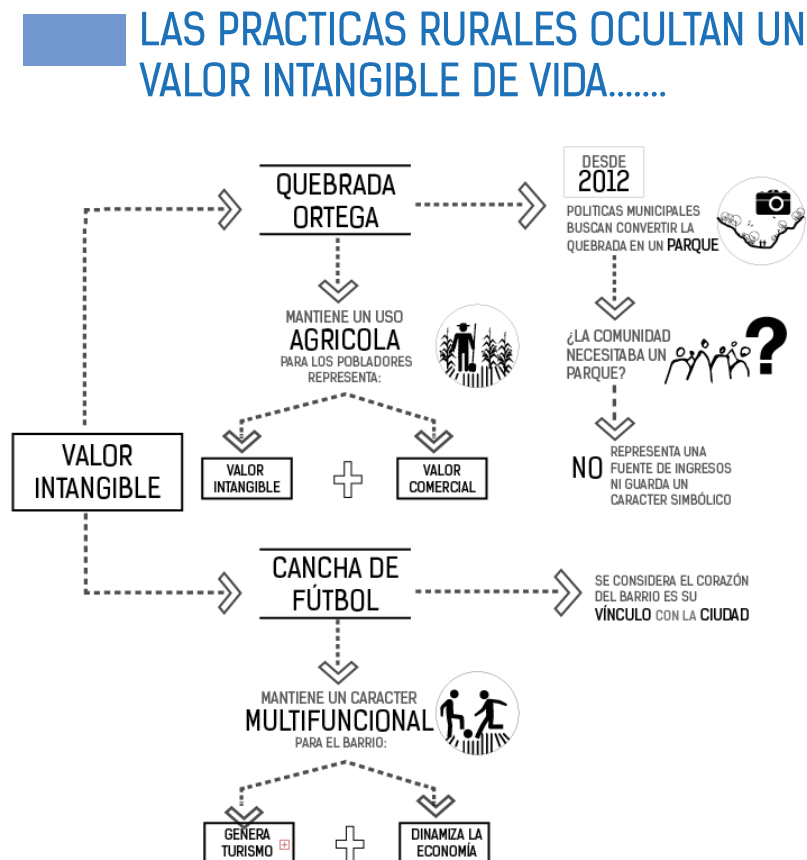 LAS PRACTICAS RURALES OCULTAN UN
VALOR INTANGIBLE DE VIDA.......
QUEBRADA
ORTEGA
DESDE
2012
POLITICAS MUNICIPALES
BUSCAN CONVERTIR LA
QUEBRADA EN UN PARQUE
MANTIENE UN USO
AGRICOLA
PARA LOS POBLADORES
REPRESENTA:
¿LA COMUNIDAD
NECESITABA UN
PARQUE?
?
VALOR
INTANGIBLE
VALOR
INTANGIBLE
VALOR
COMERCIAL
NO
REPRESENTA UNA
FUENTE DE INGRESOS
NI GUARDA UN
CARACTER SIMBÓLICO
CANCHA DE
FÚTBOL
SE CONSIDERA EL CORAZÓN
DEL BARRIO ES SU
VÍNCULO CON LA CIUDAD
MANTIENE UN CARACTER
MULTIFUNCIONAL
PARA EL BARRIO:
GENERA
TURISMO
DINAMIZA LA
ECONOMÍA